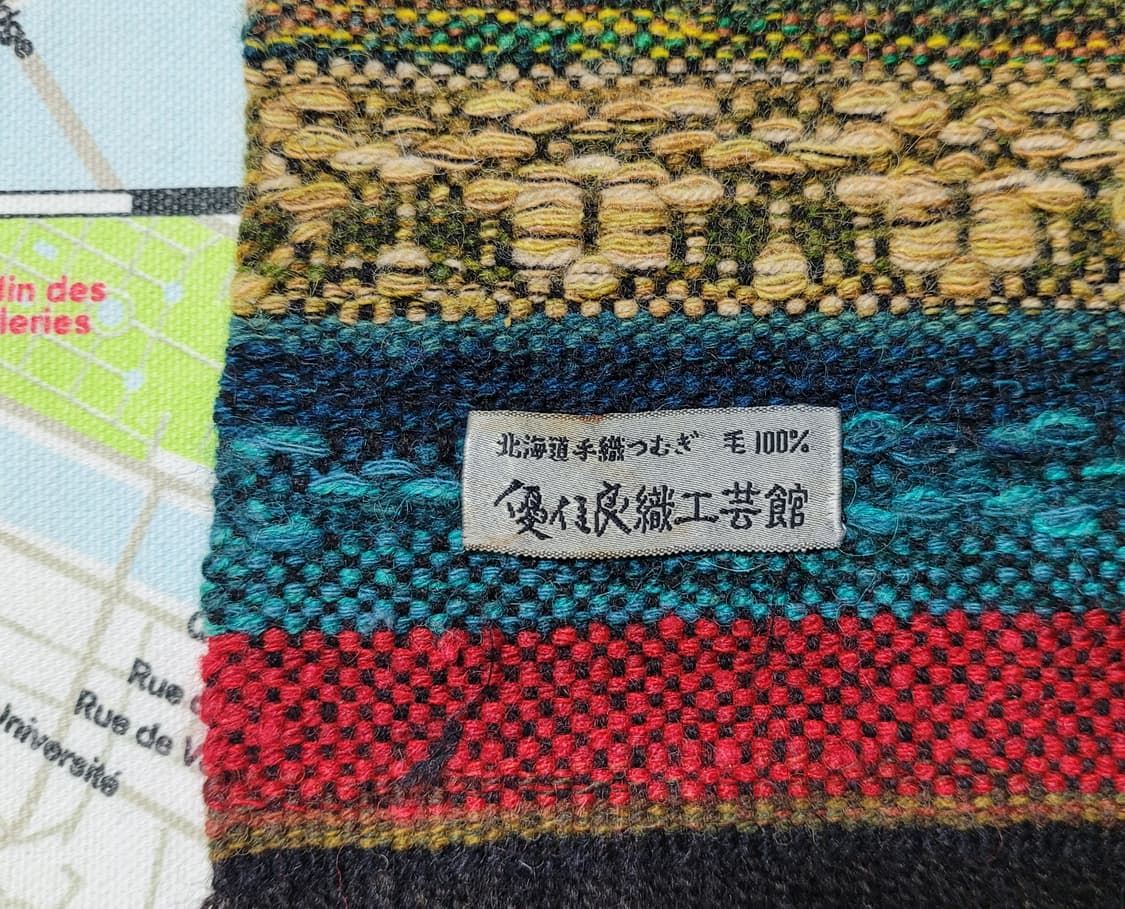 din des
leries
北海道手織つむぎ 毛100%
優佳良織工芸館
Rue
Rue de V
Université